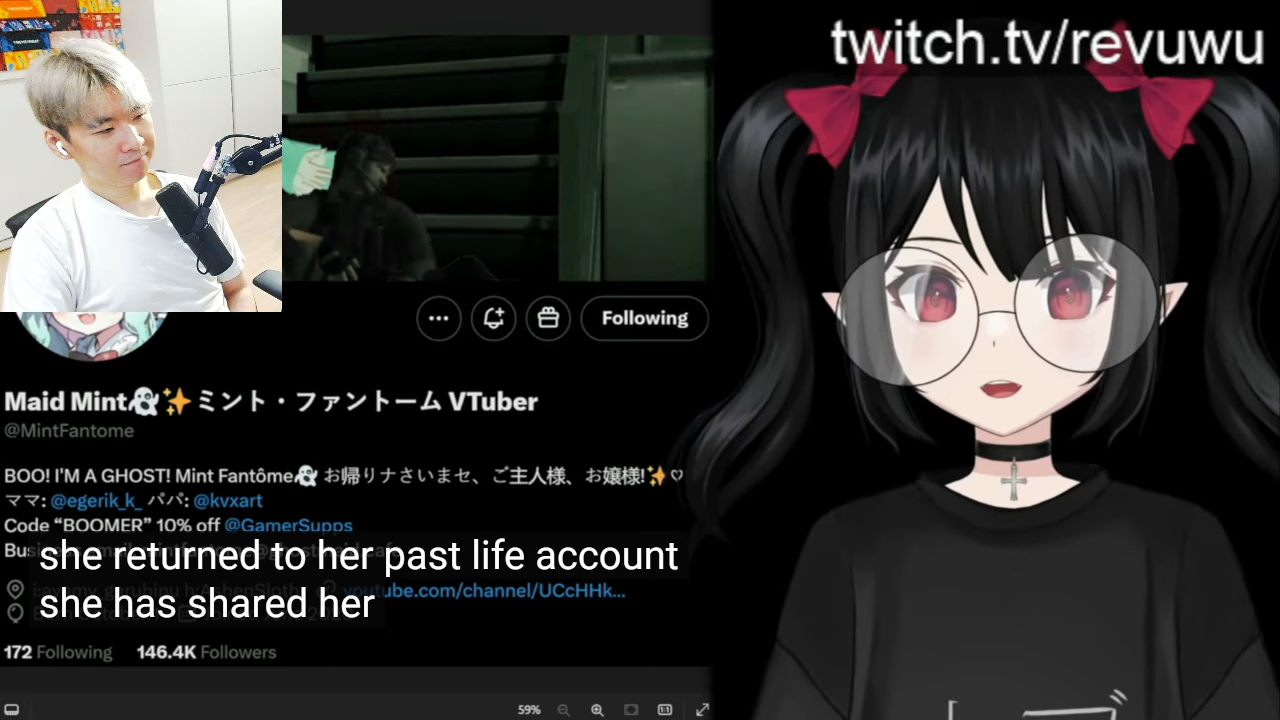 twitch.tv/revuwu
Following
Maid Mint👻✨ミント・ファントーム VTuber
@MintFantome
BOO! I'M A GHOST! Mint Fantôme👻 お帰りナさいまセ、ご主人様、お嬢様!✨♡
ママ: @egerik_k_ パパ: @kvxart
Code “BOOMER” 10% off @GamerSupps
she returned to her past life account
youtube.com/channel/UCcHHk...
she has shared her
172 Following 146.4K Followers
59%
1:1